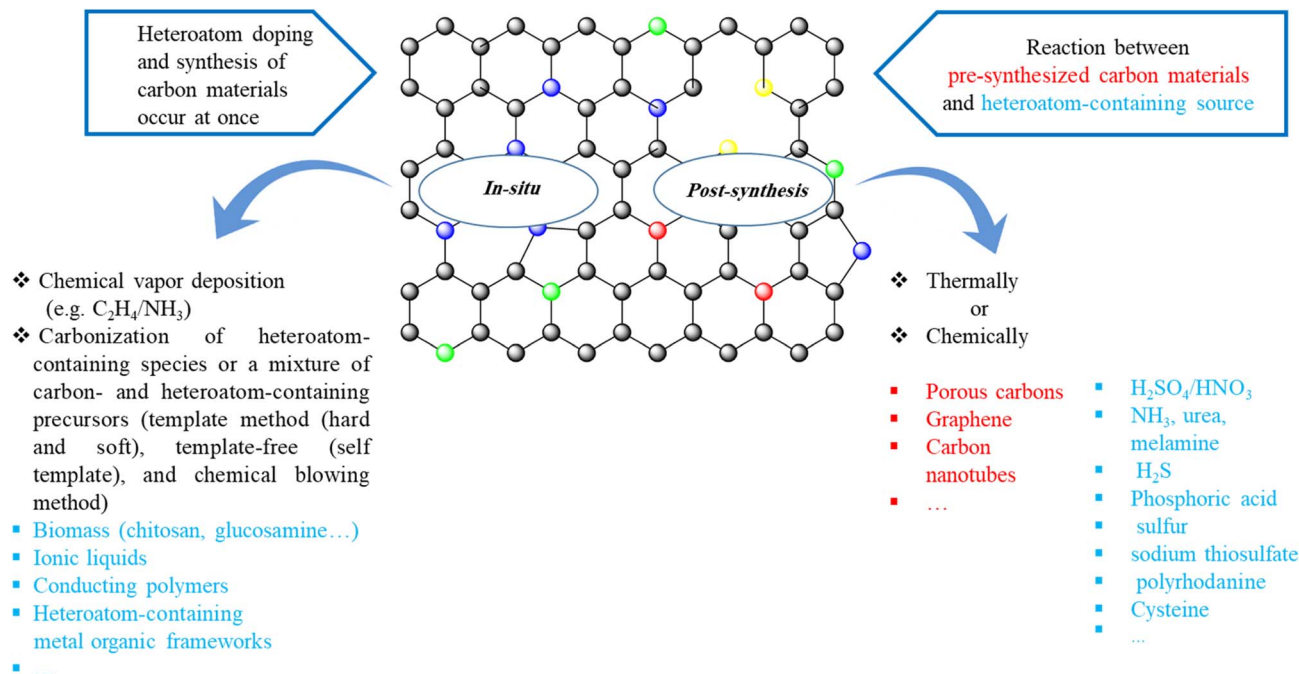 Heteroatom doping
and synthesis of
carbon materials
occur at once
Reaction between
pre-synthesized carbon materials
and heteroatom-containing source
In-situ
Post-synthesis
❖ Chemical vapor deposition
(e.g. C₂H₄/NH₃)
❖ Carbonization of heteroatom-
containing species or a mixture of
carbon- and heteroatom-containing
precursors (template method (hard
and soft), template-free (self
template), and chemical blowing
method)
▪ Biomass (chitosan, glucosamine…)
▪ Ionic liquids
▪ Conducting polymers
▪ Heteroatom-containing
metal organic frameworks
▪
❖ Thermally
or
❖ Chemically
▪ Porous carbons
▪ Graphene
▪ Carbon
nanotubes
▪ …
▪ H₂SO₄/HNO₃
▪ NH₃, urea,
melamine
▪ H₂S
▪ Phosphoric acid
▪ sulfur
▪ sodium thiosulfate
▪ polyrhodanine
▪ Cysteine
▪ ...